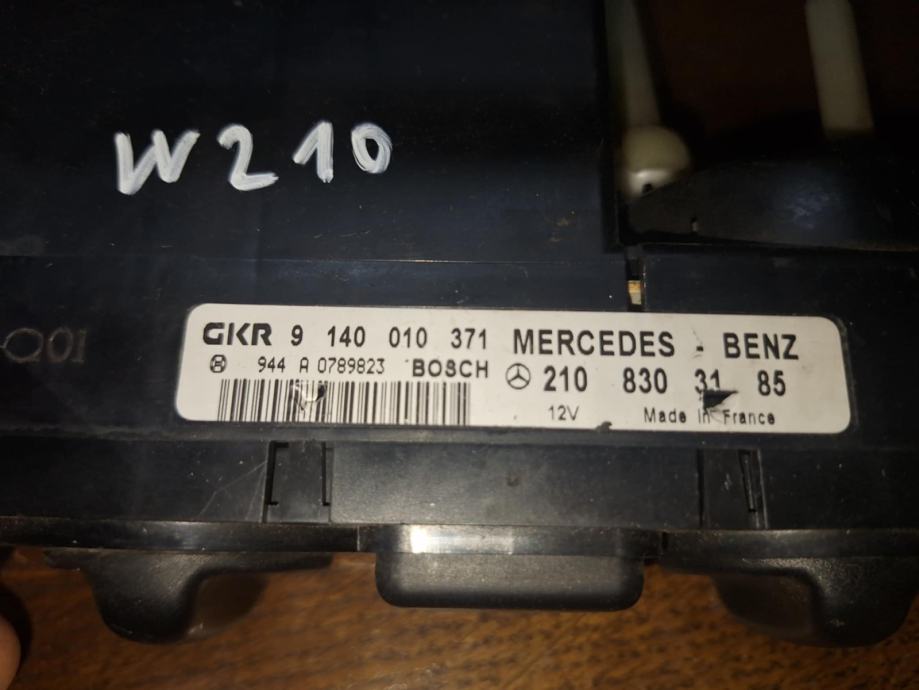 W210
Q01
GKR 9 140 010 371 MERCEDES - BENZ
944 A 0789823 BOSCH 210 830 31 85
12V Made In France